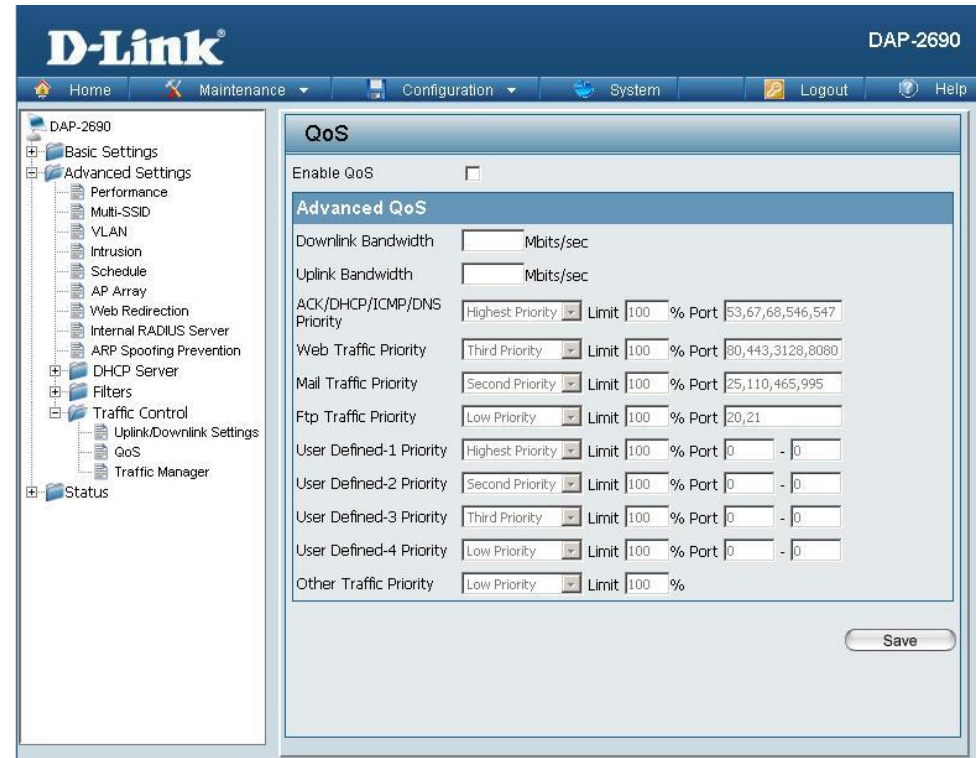 D-Link®
DAP-2690
Home
Maintenance
Configuration
System
Logout
Help
DAP-2690
Basic Settings
Advanced Settings
Performance
Multi-SSID
VLAN
Intrusion
Schedule
AP Array
Web Redirection
Internal RADIUS Server
ARP Spoofing Prevention
DHCP Server
Filters
Traffic Control
Uplink/Downlink Settings
QoS
Traffic Manager
Status
QoS
Enable QoS
Advanced QoS
Downlink Bandwidth Mbits/sec
Uplink Bandwidth Mbits/sec
ACK/DHCP/ICMP/DNS
Priority Highest Priority Limit 100 % Port 53,67,68,546,547
Web Traffic Priority Third Priority Limit 100 % Port 80,443,3128,8080
Mail Traffic Priority Second Priority Limit 100 % Port 25,110,465,995
Ftp Traffic Priority Low Priority Limit 100 % Port 20,21
User Defined-1 Priority Highest Priority Limit 100 % Port 0 - 0
User Defined-2 Priority Second Priority Limit 100 % Port 0 - 0
User Defined-3 Priority Third Priority Limit 100 % Port 0 - 0
User Defined-4 Priority Low Priority Limit 100 % Port 0 - 0
Other Traffic Priority Low Priority Limit 100 %
Save